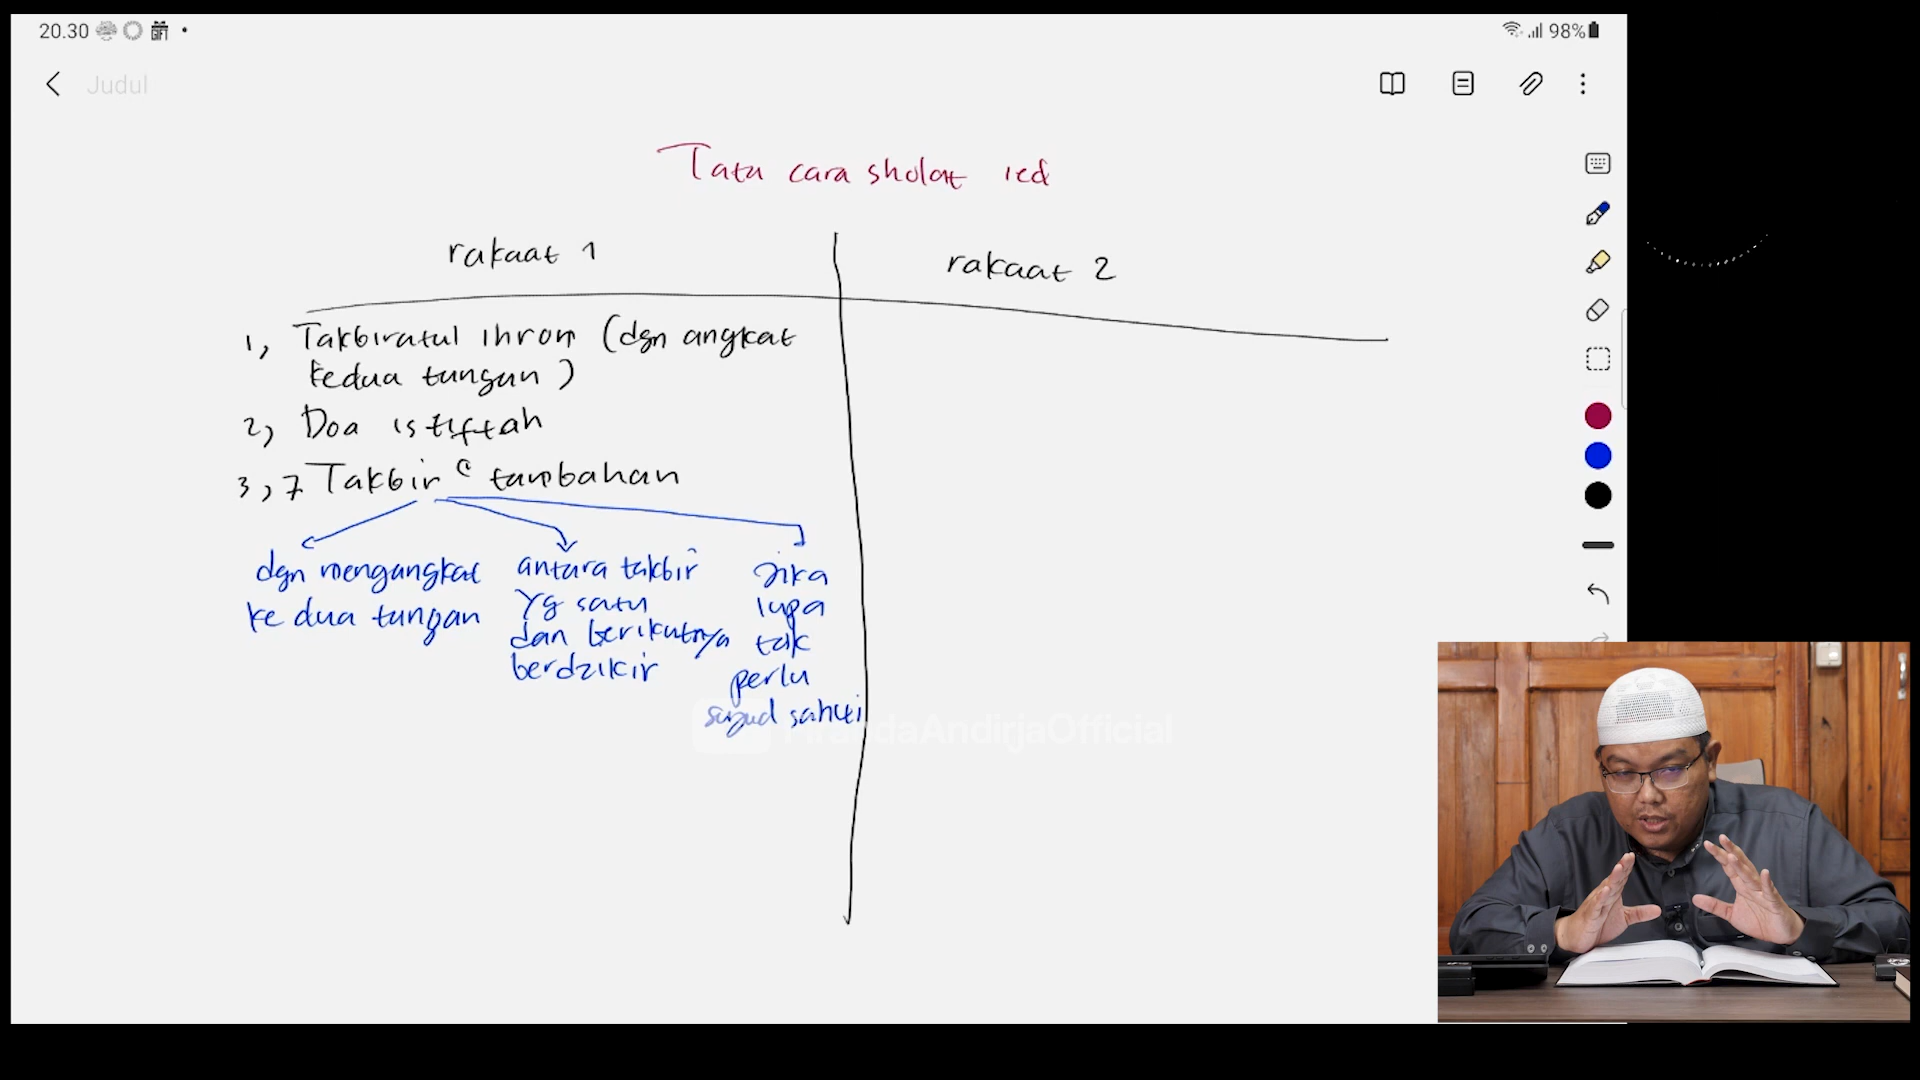 20.30
98%
Judul
Tata cara sholat ied
rakaat 1
rakaat 2
1, Takbiratul ihrom (dgn angkat
kedua tangan)
2, Doa istiftah
3, 7 Takbir tambahan
dgn mengangkat
kedua tangan
antara takbir
yg satu
dan berikutnya
berdzikir
jika
lupa
tak
perlu
sujud sahwi
FirandaAndirjaOfficial